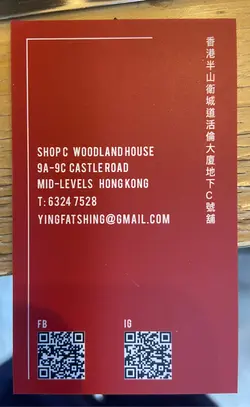 香港半山衛城道活倫大廈地下C號舖
SHOP C WOODLAND HOUSE
9A-9C CASTLE ROAD
MID-LEVELS HONG KONG
T: 6324 7528
YINGFATSHING@GMAIL.COM
FB
IG